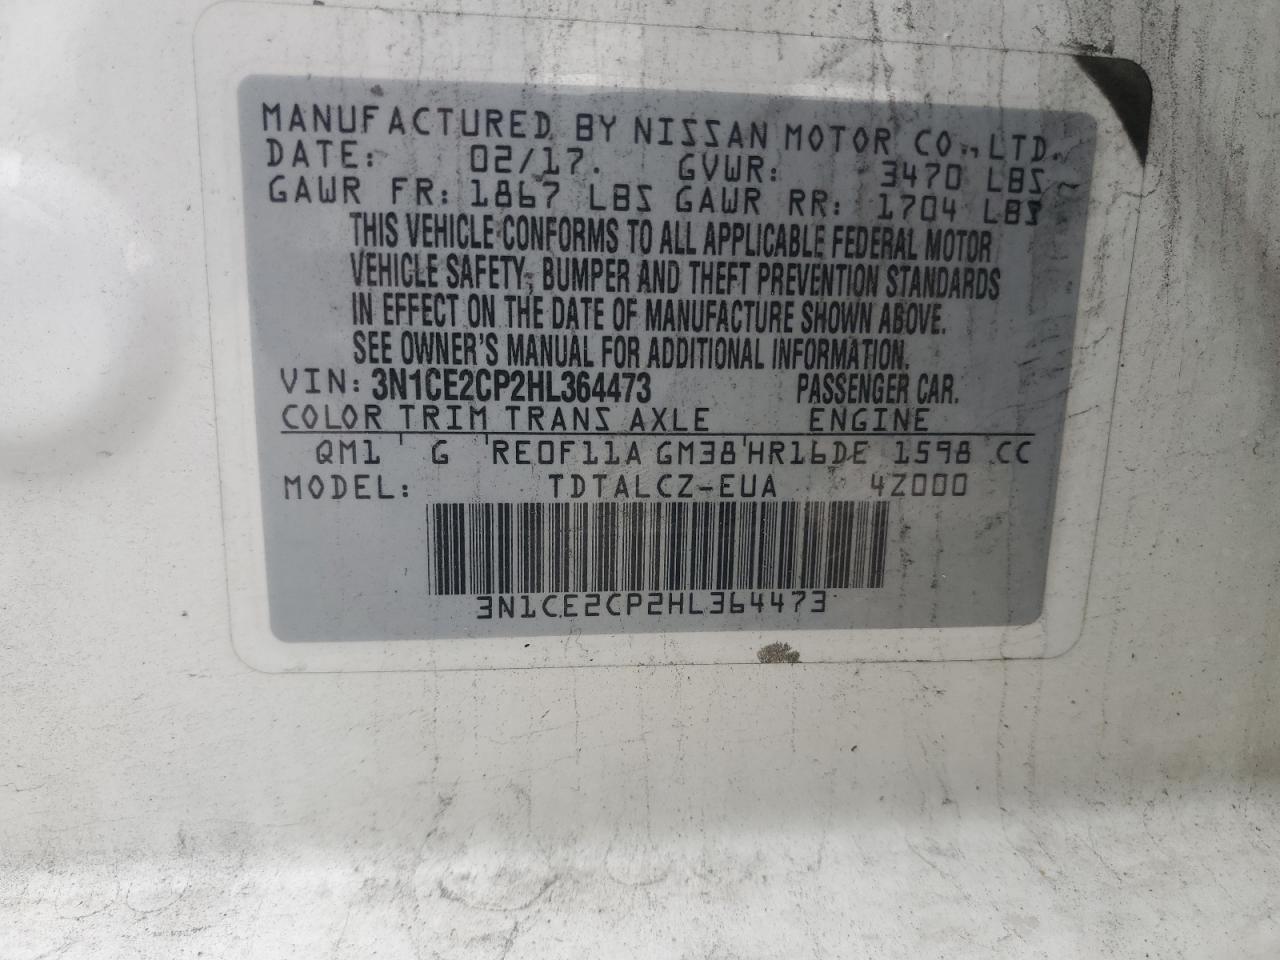 MANUFACTURED BY NISSAN MOTOR CO., LTD.
DATE: 02/17. GVWR: 3470 LBS
GAWR FR: 1867 LBS GAWR RR: 1704 LBS
THIS VEHICLE CONFORMS TO ALL APPLICABLE FEDERAL MOTOR
VEHICLE SAFETY, BUMPER AND THEFT PREVENTION STANDARDS
IN EFFECT ON THE DATE OF MANUFACTURE SHOWN ABOVE.
SEE OWNER'S MANUAL FOR ADDITIONAL INFORMATION.
VIN: 3N1CE2CP2HL364473 PASSENGER CAR.
COLOR TRIM TRANS AXLE ENGINE
QM1 ' G ' RE0F11A GM38 ' HR16DE 1598 CC
MODEL: TDTALCZ-EUA 4Z000
3N1CE2CP2HL364473